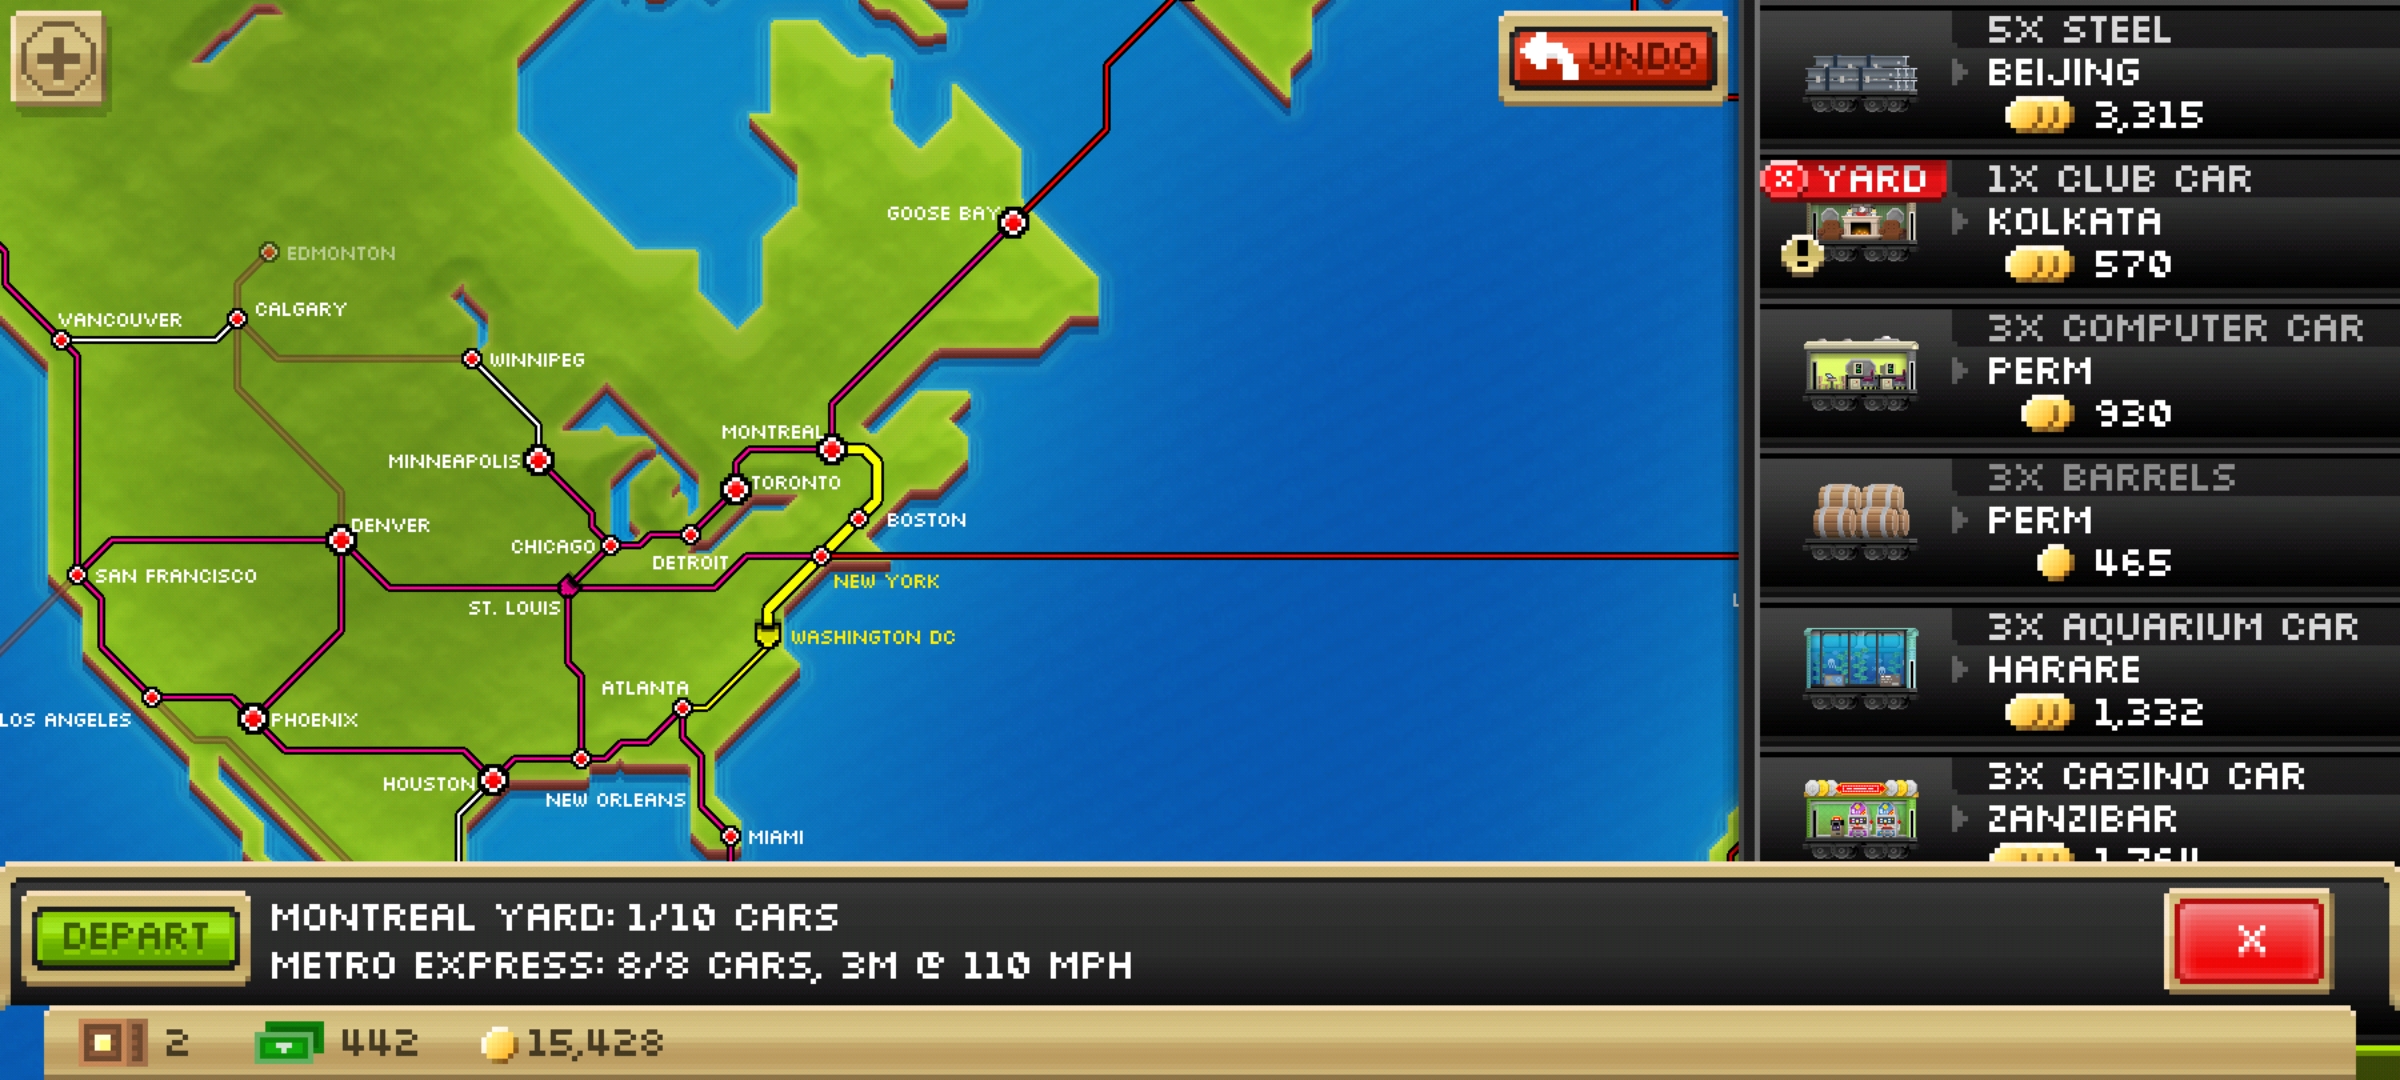 UNDO
GOOSE BAY
EDMONTON
CALGARY
VANCOUVER
WINNIPEG
MONTREAL
MINNEAPOLIS
TORONTO
BOSTON
DENVER
CHICAGO
DETROIT
SAN FRANCISCO
NEW YORK
ST. LOUIS
WASHINGTON DC
ATLANTA
LOS ANGELES
PHOENIX
HOUSTON
NEW ORLEANS
MIAMI
5X STEEL
BEIJING
3,315
YARD
1X CLUB CAR
KOLKATA
570
3X COMPUTER CAR
PERM
930
3X BARRELS
PERM
465
3X AQUARIUM CAR
HARARE
1,332
3X CASINO CAR
ZANZIBAR
DEPART
MONTREAL YARD: 1/10 CARS
METRO EXPRESS: 8/8 CARS, 3M @ 110 MPH
X
2
442
15,428